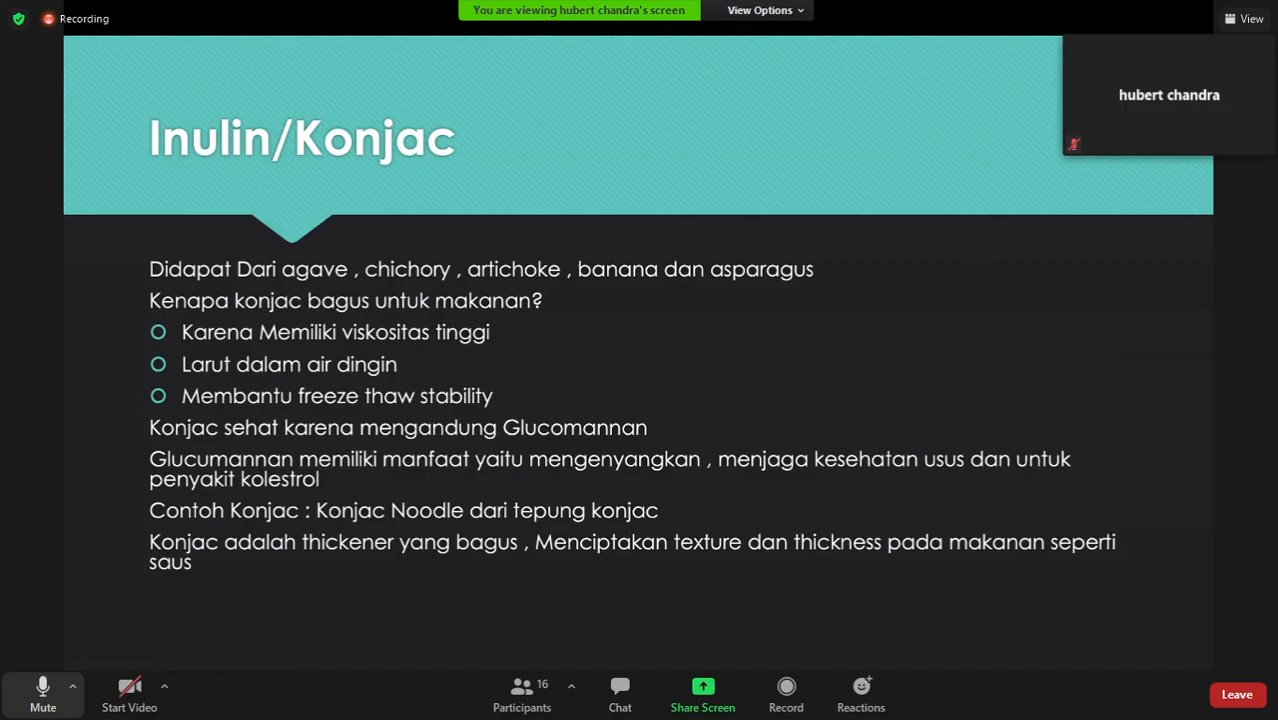 Recording
You are viewing hubert chandra's screen
View Options
View
hubert chandra
Inulin/Konjac
Didapat Dari agave , chichory , artichoke , banana dan asparagus
Kenapa konjac bagus untuk makanan?
Karena Memiliki viskositas tinggi
Larut dalam air dingin
Membantu freeze thaw stability
Konjac sehat karena mengandung Glucomannan
Glucumannan memiliki manfaat yaitu mengenyangkan , menjaga kesehatan usus dan untuk
penyakit kolestrol
Contoh Konjac : Konjac Noodle dari tepung konjac
Konjac adalah thickener yang bagus , Menciptakan texture dan thickness pada makanan seperti
saus
Mute
Start Video
16
Participants
Chat
Share Screen
Record
Reactions
Leave